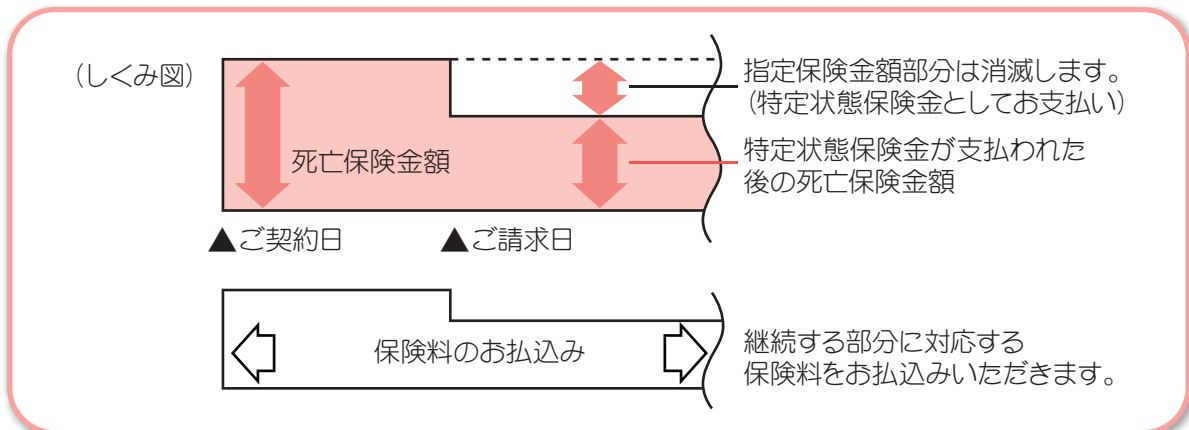 (しくみ図)
指定保険金額部分は消滅します。
(特定状態保険金としてお支払い)
死亡保険金額
特定状態保険金が支払われた
後の死亡保険金額
▲ご契約日
▲ご請求日
保険料のお払込み
継続する部分に対応する
保険料をお払込みいただきます。